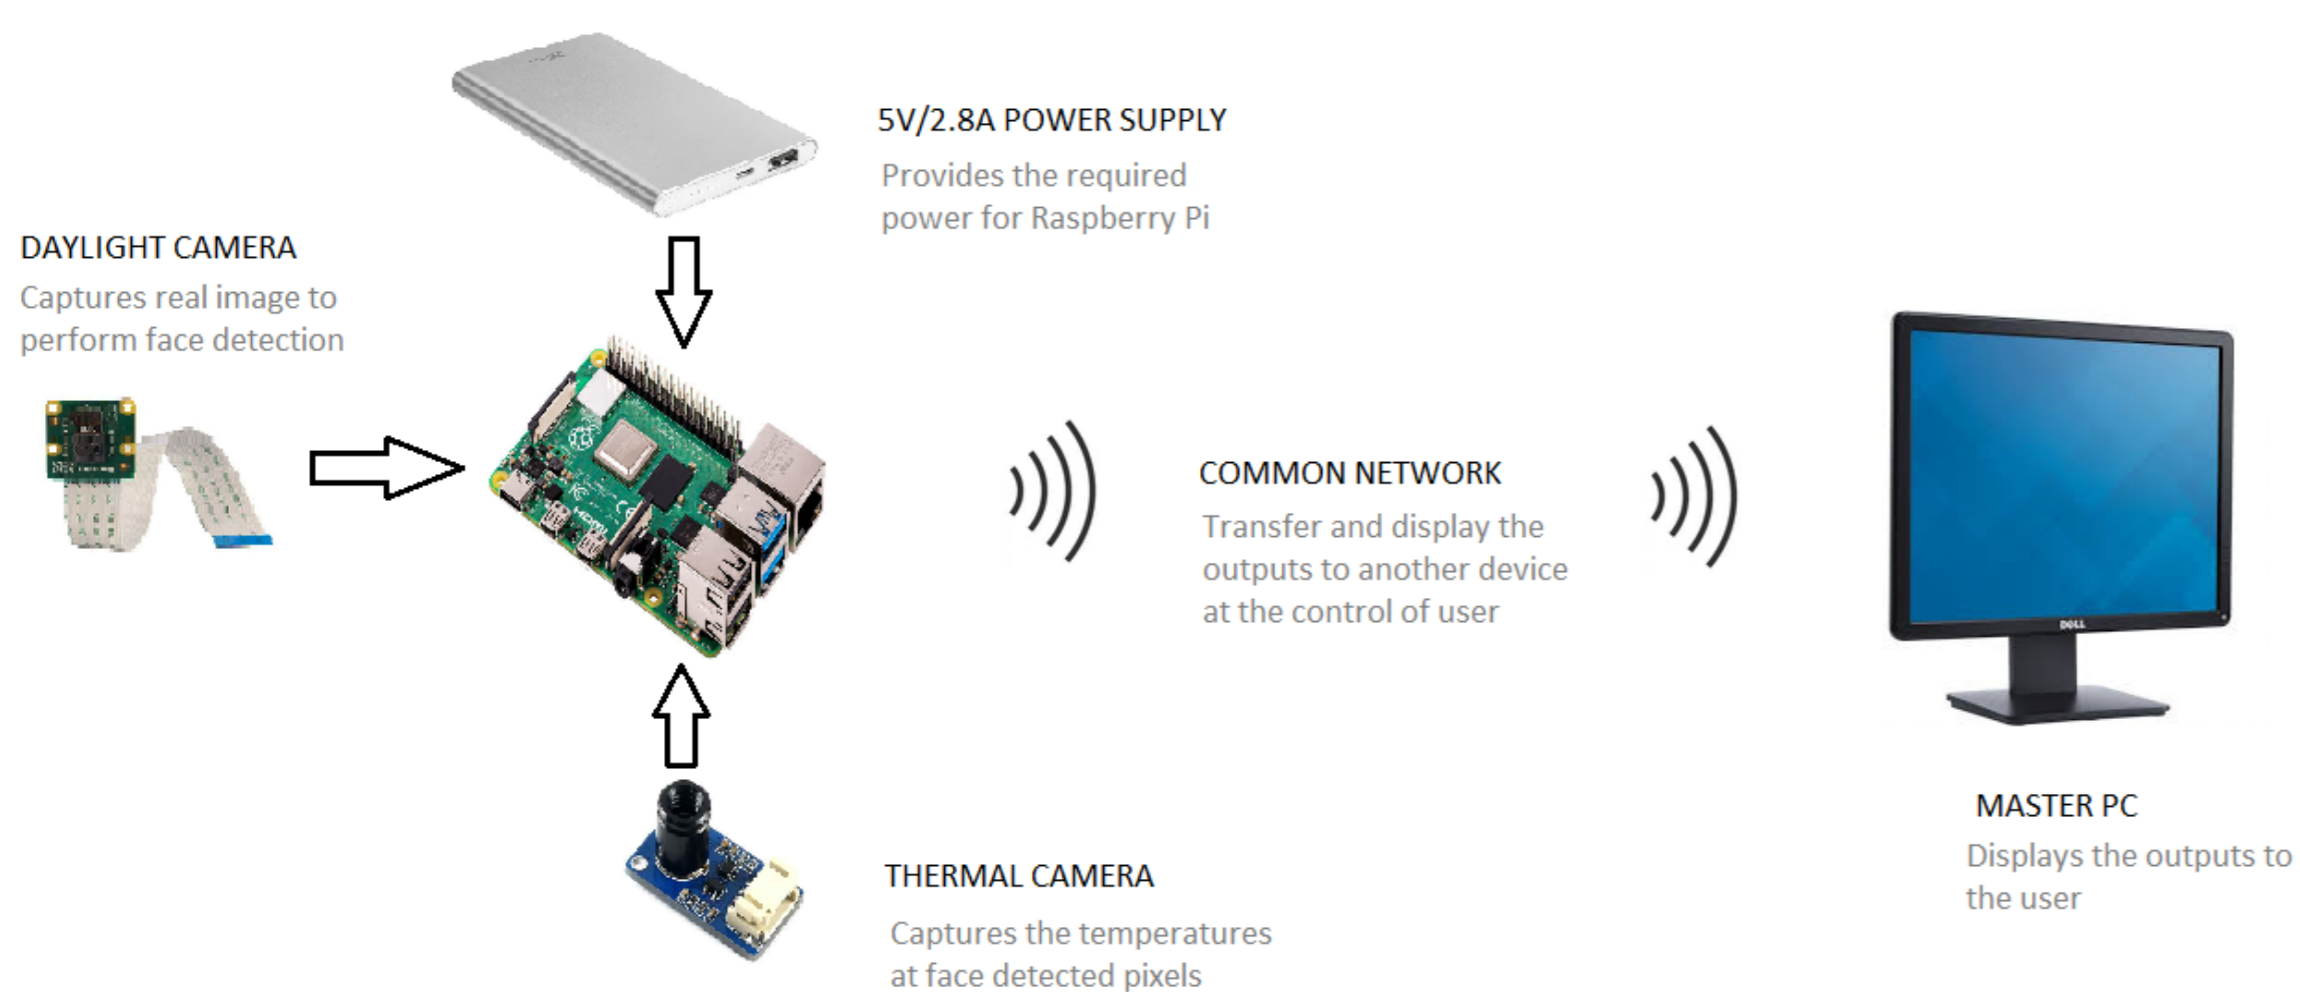 5V/2.8A POWER SUPPLY
Provides the required
power for Raspberry Pi
DAYLIGHT CAMERA
Captures real image to
perform face detection
COMMON NETWORK
Transfer and display the
outputs to another device
at the control of user
DELL
MASTER PC
Displays the outputs to
the user
THERMAL CAMERA
Captures the temperatures
at face detected pixels